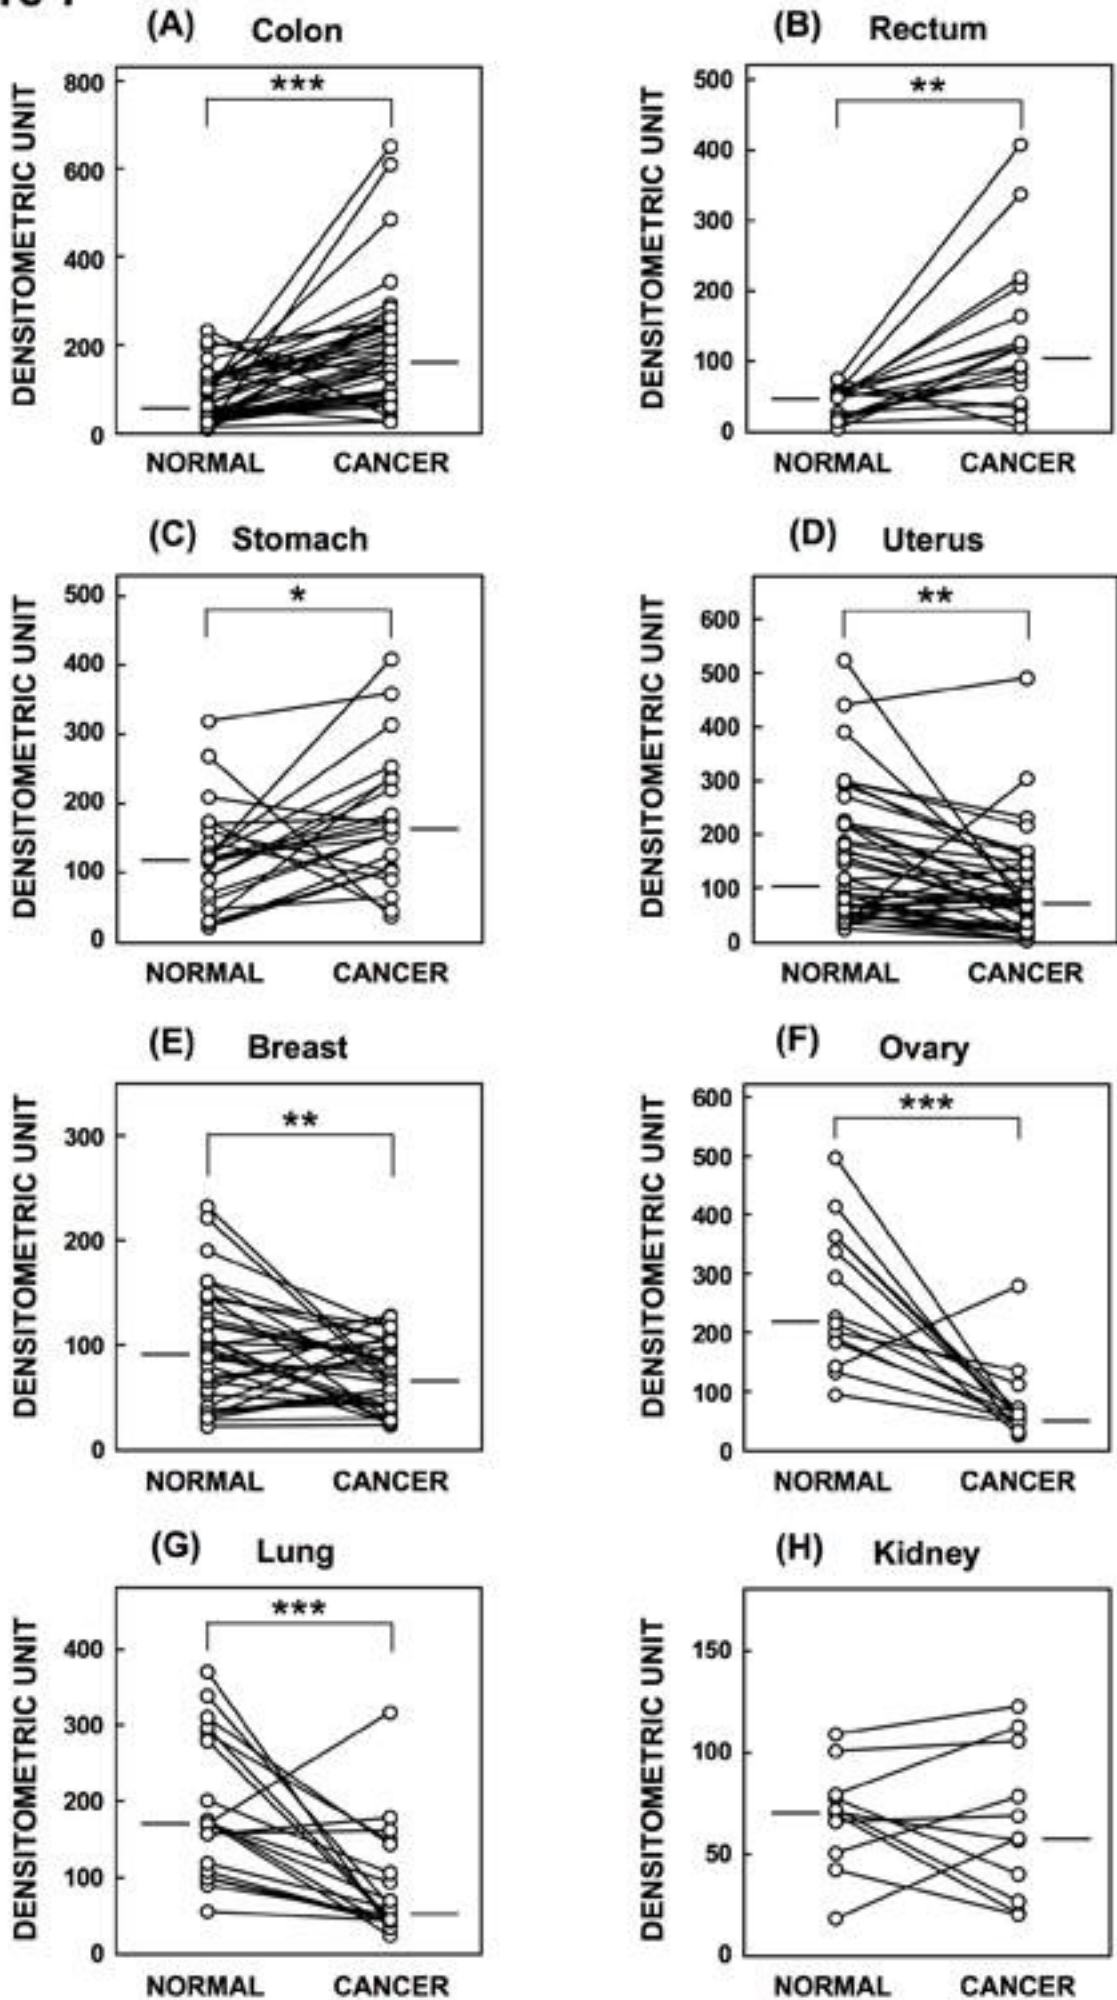 (A) Colon
(B) Rectum
DENSITOMETRIC UNIT
800
600
400
200
0
***
NORMAL CANCER
DENSITOMETRIC UNIT
500
400
300
200
100
0
**
NORMAL CANCER
(C) Stomach
(D) Uterus
DENSITOMETRIC UNIT
500
400
300
200
100
0
*
NORMAL CANCER
DENSITOMETRIC UNIT
600
500
400
300
200
100
0
**
NORMAL CANCER
(E) Breast
(F) Ovary
DENSITOMETRIC UNIT
300
200
100
0
**
NORMAL CANCER
DENSITOMETRIC UNIT
600
500
400
300
200
100
0
***
NORMAL CANCER
(G) Lung
(H) Kidney
DENSITOMETRIC UNIT
400
300
200
100
0
***
NORMAL CANCER
DENSITOMETRIC UNIT
150
100
50
0
NORMAL CANCER